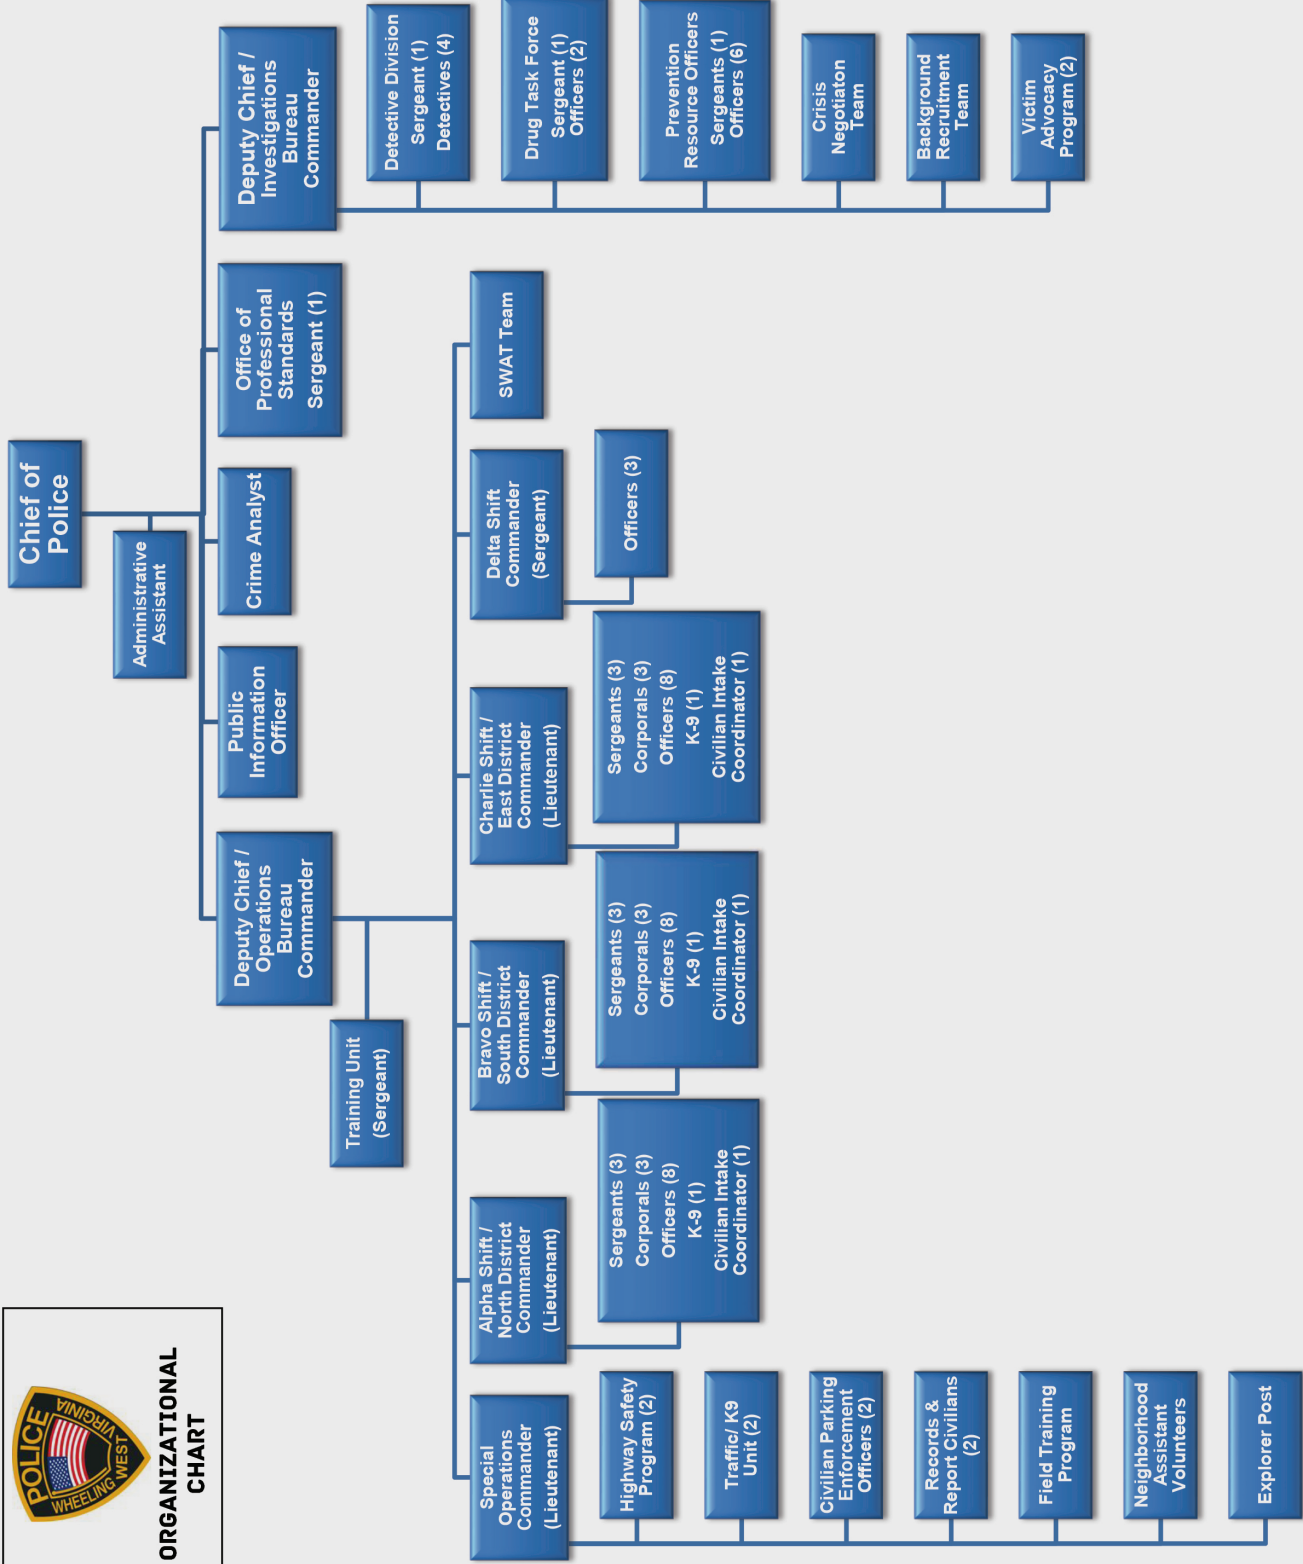 POLICE
WHEELING WEST VIRGINIA
ORGANIZATIONAL
CHART
Chief of
Police
Administrative
Assistant
Deputy Chief /
Operations
Bureau
Commander
Public
Information
Officer
Crime Analyst
Office of
Professional
Standards
Sergeant (1)
Deputy Chief /
Investigations
Bureau
Commander
Training Unit
(Sergeant)
Special
Operations
Commander
(Lieutenant)
Highway Safety
Program (2)
Traffic/ K9
Unit (2)
Civilian Parking
Enforcement
Officers (2)
Records &
Report Civilians
(2)
Field Training
Program
Neighborhood
Assistant
Volunteers
Explorer Post
Alpha Shift /
North District
Commander
(Lieutenant)
Sergeants (3)
Corporals (3)
Officers (8)
K-9 (1)
Civilian Intake
Coordinator (1)
Bravo Shift /
South District
Commander
(Lieutenant)
Sergeants (3)
Corporals (3)
Officers (8)
K-9 (1)
Civilian Intake
Coordinator (1)
Charlie Shift /
East District
Commander
(Lieutenant)
Sergeants (3)
Corporals (3)
Officers (8)
K-9 (1)
Civilian Intake
Coordinator (1)
Delta Shift
Commander
(Sergeant)
Officers (3)
SWAT Team
Detective Division
Sergeant (1)
Detectives (4)
Drug Task Force
Sergeant (1)
Officers (2)
Prevention
Resource Officers
Sergeants (1)
Officers (6)
Crisis
Negotiaton
Team
Background
Recruitment
Team
Victim
Advocacy
Program (2)